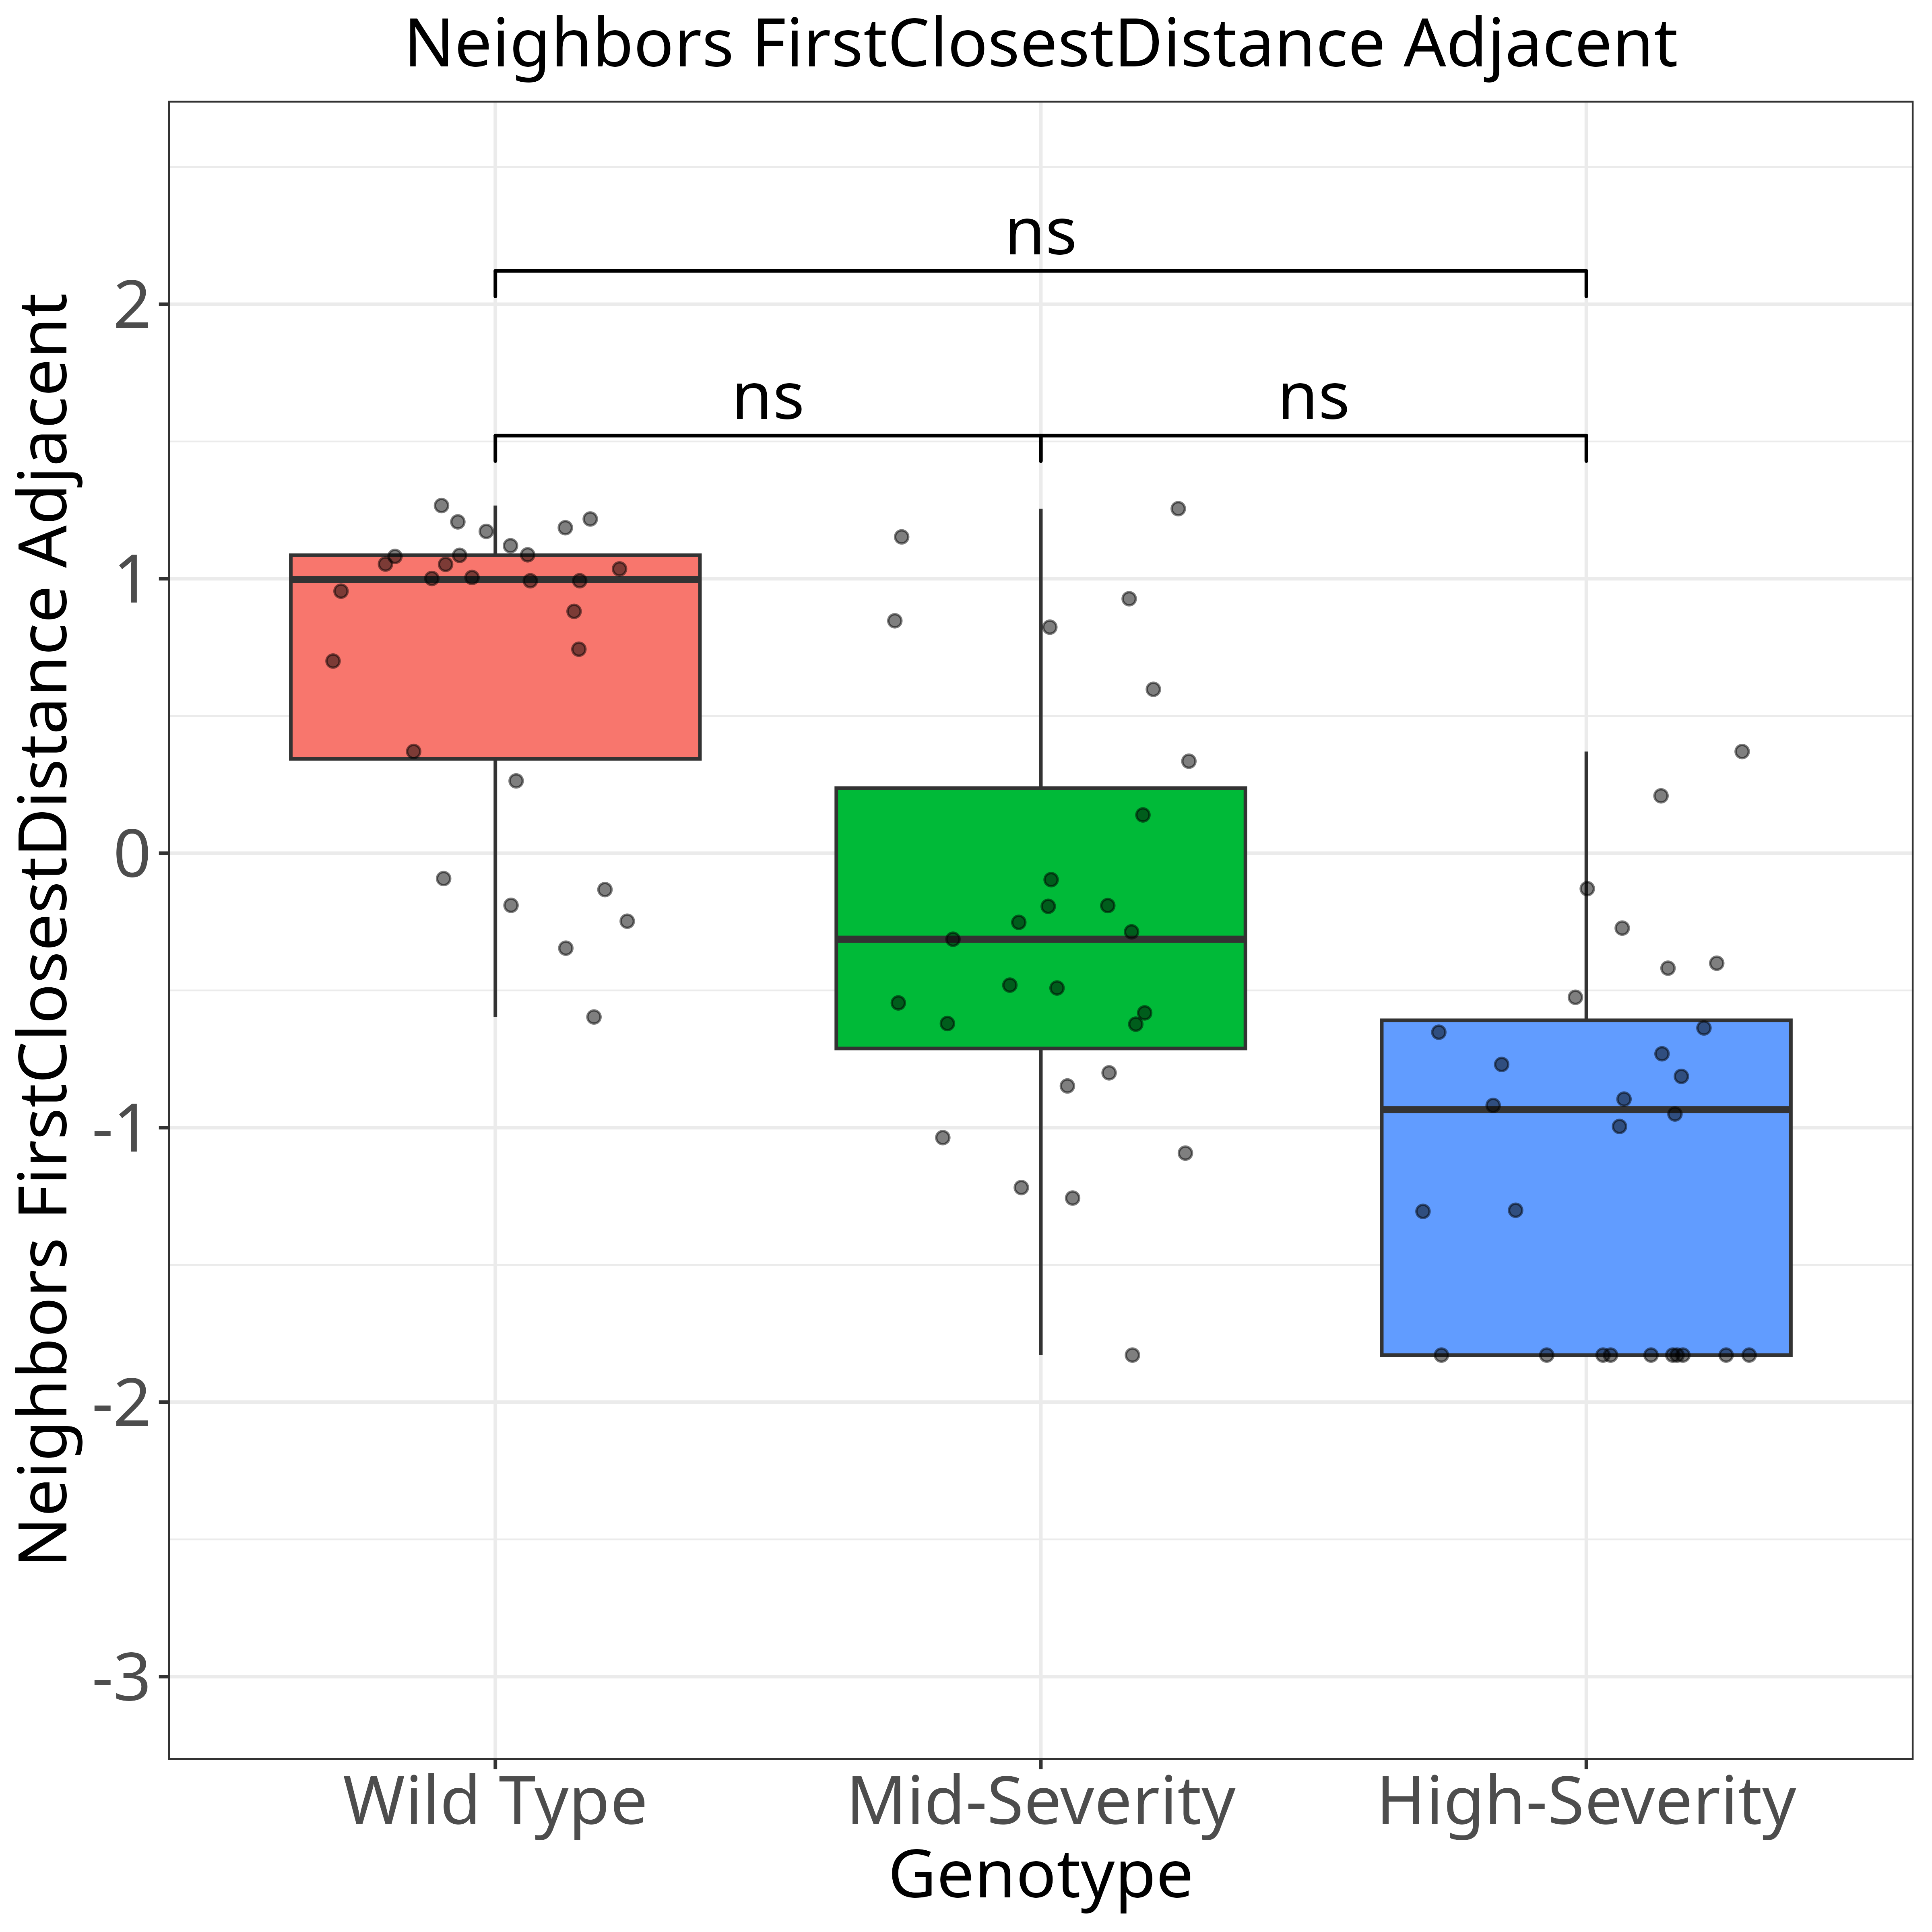 Neighbors FirstClosestDistance Adjacent
Neighbors FirstClosestDistance Adjacent
2
1
0
-1
-2
-3
ns
ns ns
Wild Type Mid-Severity High-Severity
Genotype